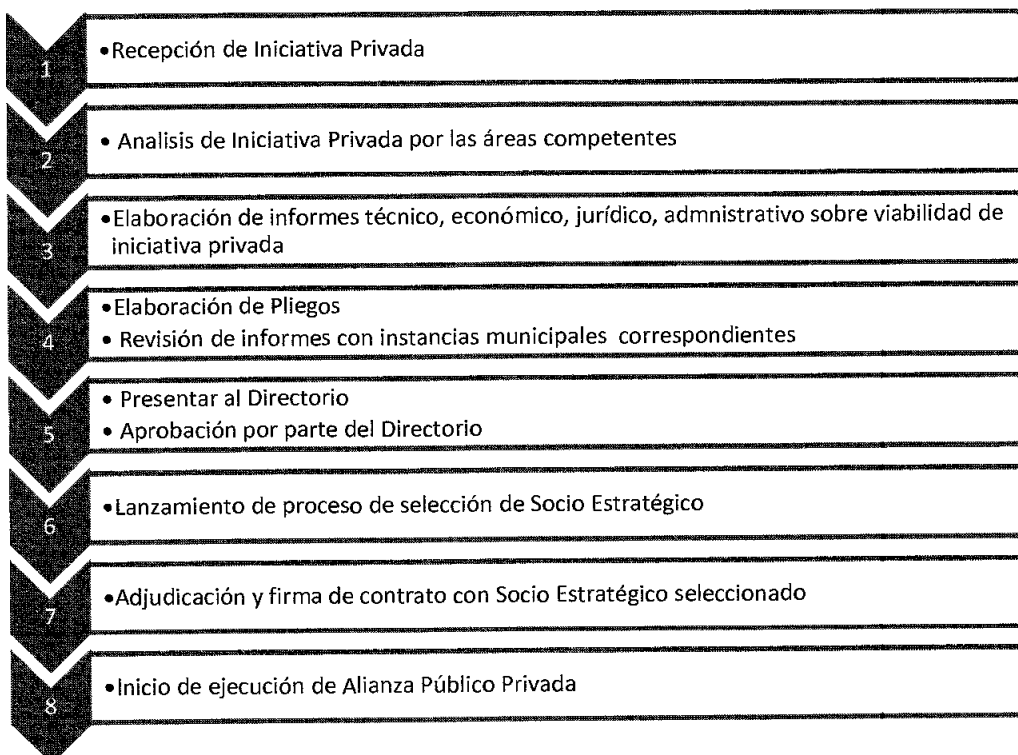 1
•Recepción de Iniciativa Privada
2
• Analisis de Iniciativa Privada por las áreas competentes
3
•Elaboración de informes técnico, económico, jurídico, admnistrativo sobre viabilidad de
iniciativa privada
4
•Elaboración de Pliegos
• Revisión de informes con instancias municipales correspondientes
5
• Presentar al Directorio
• Aprobación por parte del Directorio
6
•Lanzamiento de proceso de selección de Socio Estratégico
7
•Adjudicación y firma de contrato con Socio Estratégico seleccionado
8
•Inicio de ejecución de Alianza Público Privada